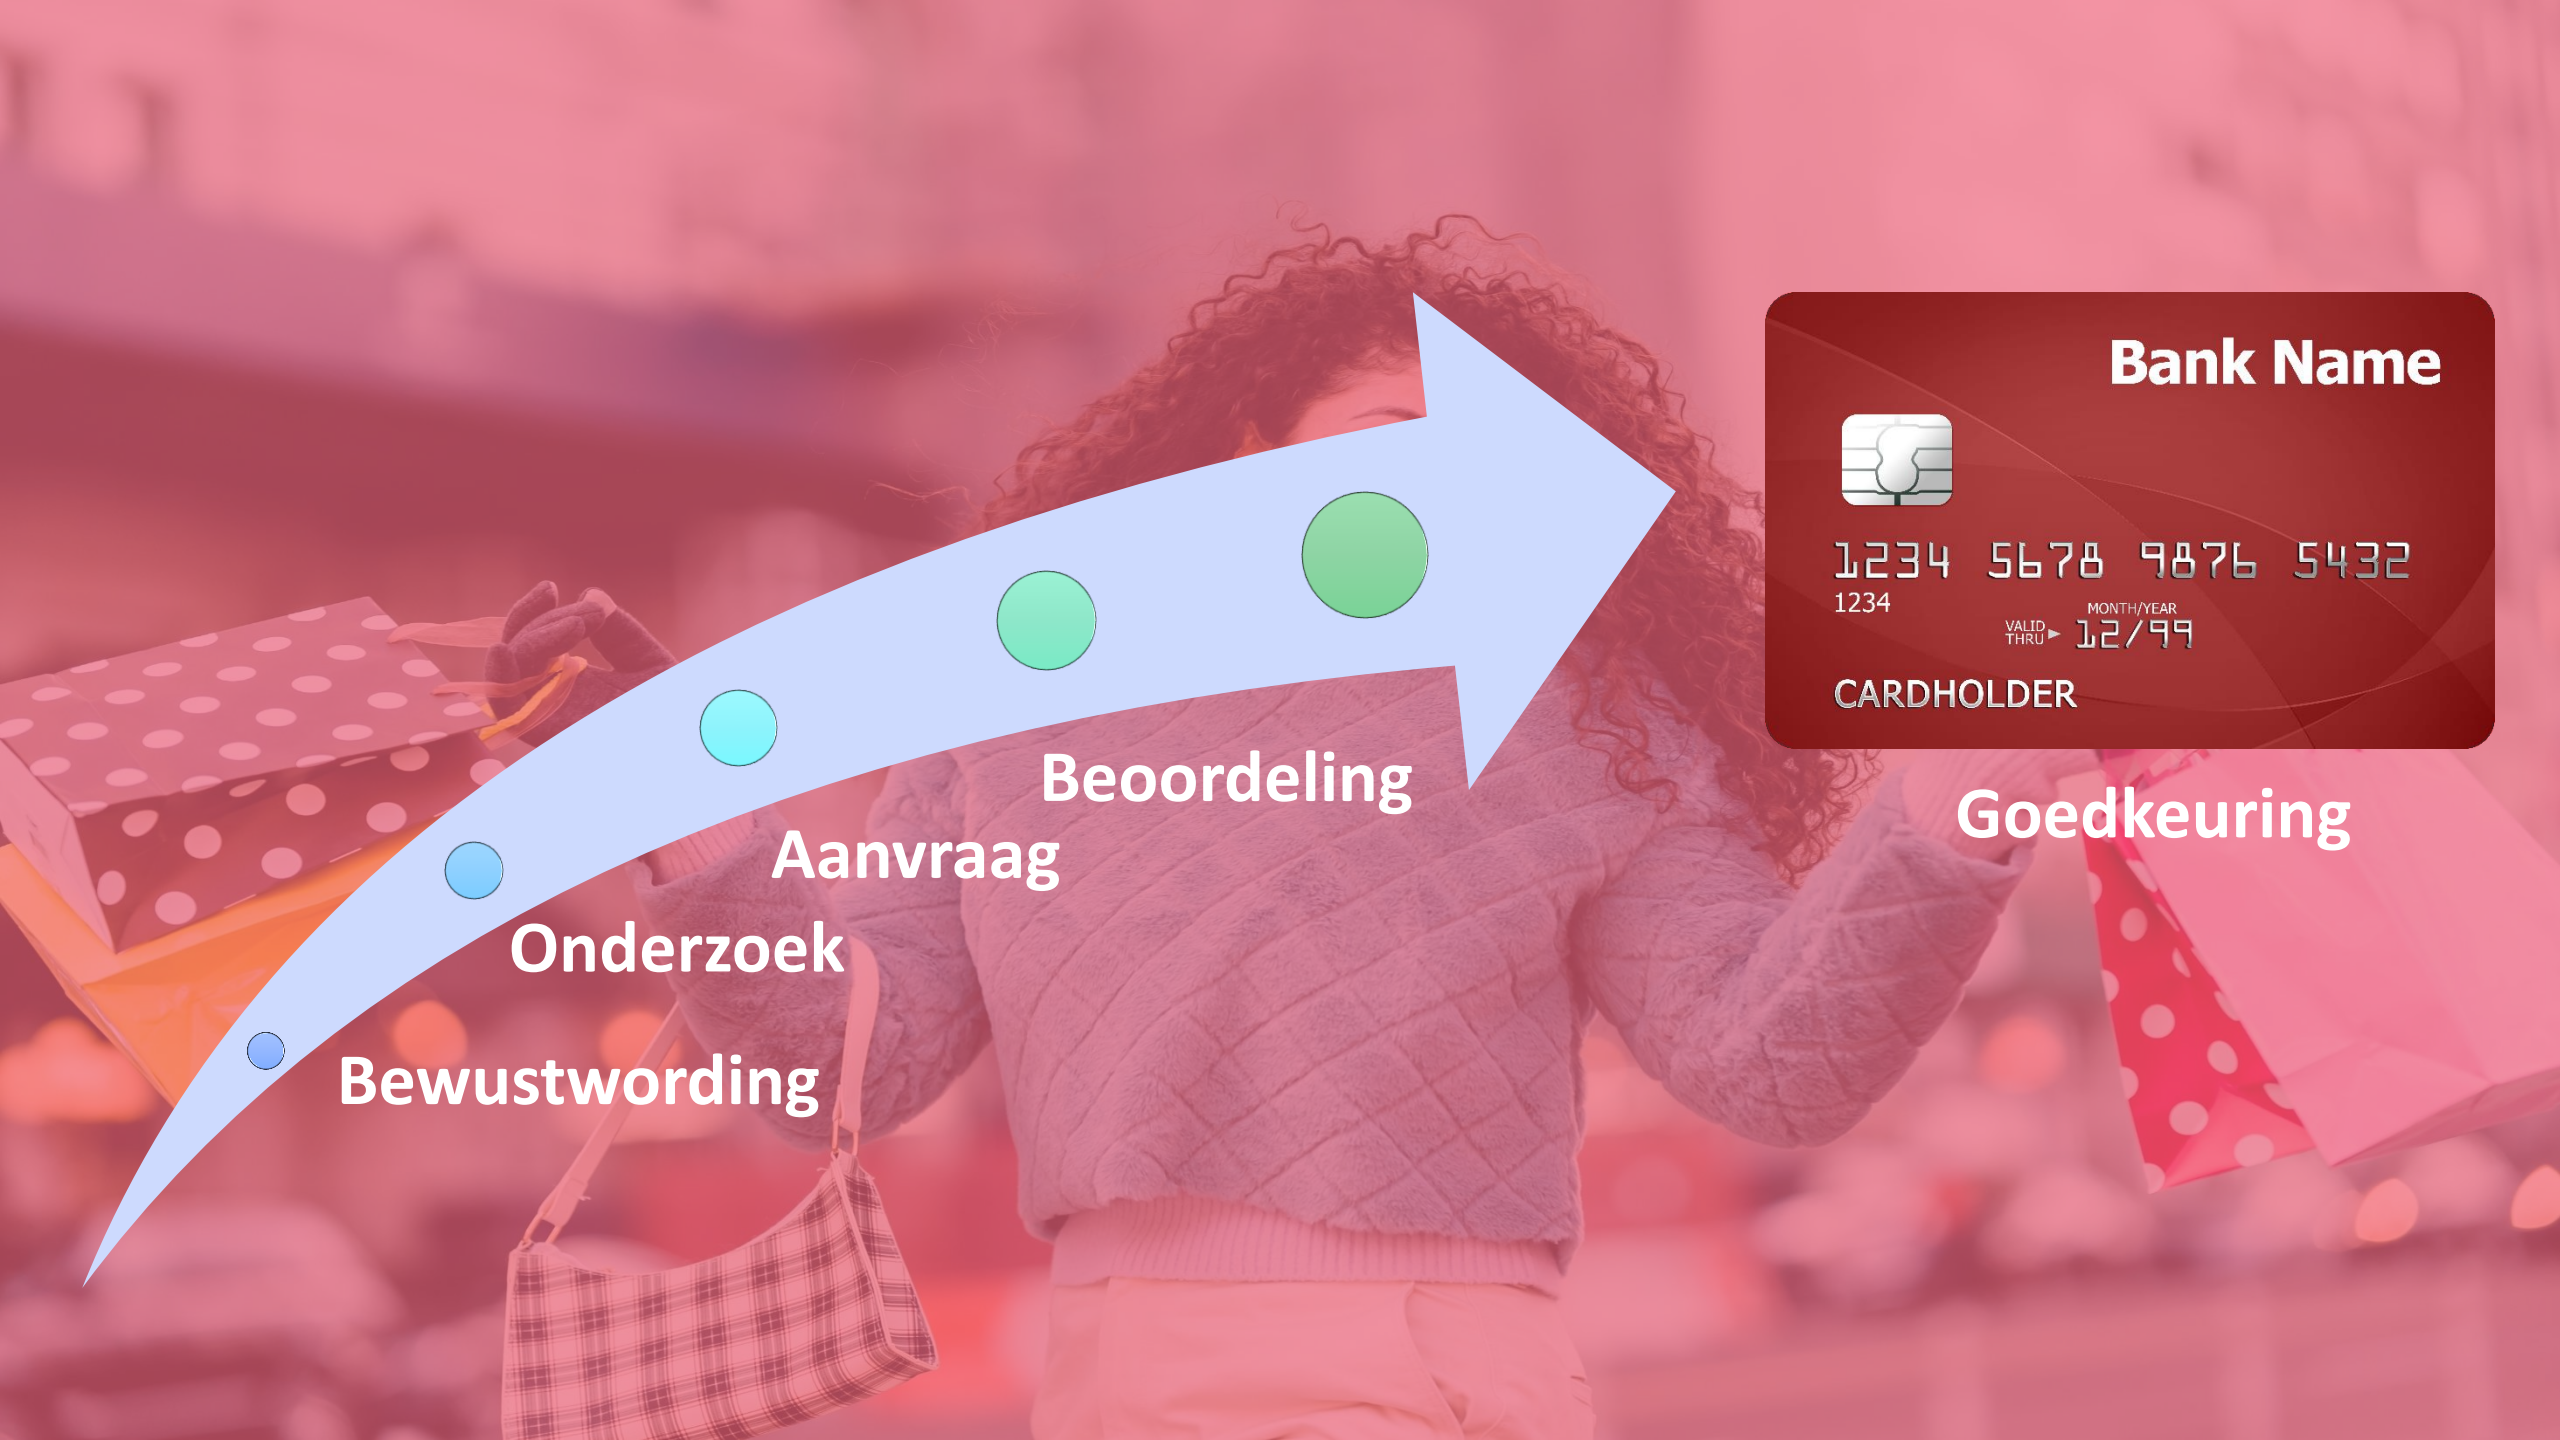 Bank Name
1234 5678 9876 5432
1234
MONTH/YEAR
VALID
THRU
12/99
CARDHOLDER
Beoordeling
Goedkeuring
Aanvraag
Onderzoek
Bewustwording